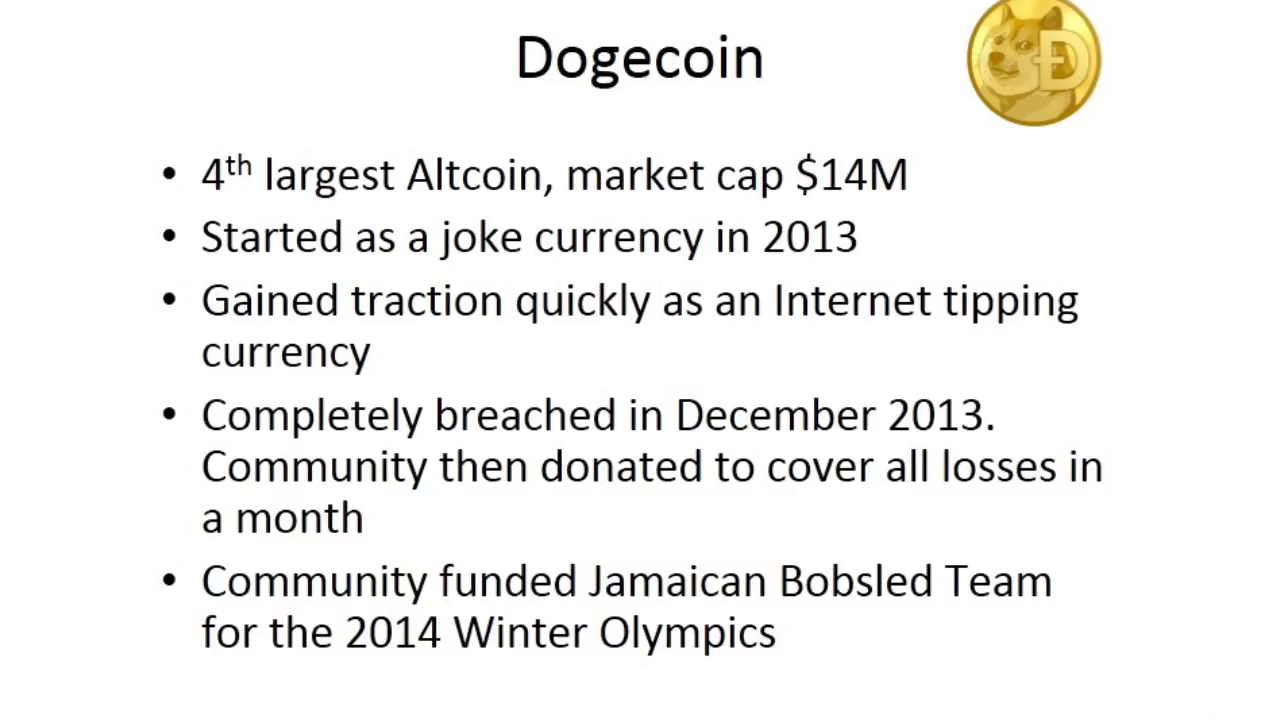 Dogecoin
Ð
• 4th largest Altcoin, market cap $14M
• Started as a joke currency in 2013
• Gained traction quickly as an Internet tipping
currency
• Completely breached in December 2013.
Community then donated to cover all losses in
a month
• Community funded Jamaican Bobsled Team
for the 2014 Winter Olympics